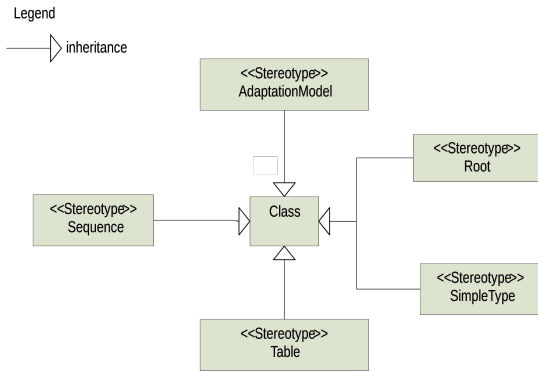 Legend
inheritance
<<Stereotype>>
AdaptationModel
<<Stereotype>>
Root
<<Stereotype>>
Sequence
Class
<<Stereotype>>
SimpleType
<<Stereotype>>
Table